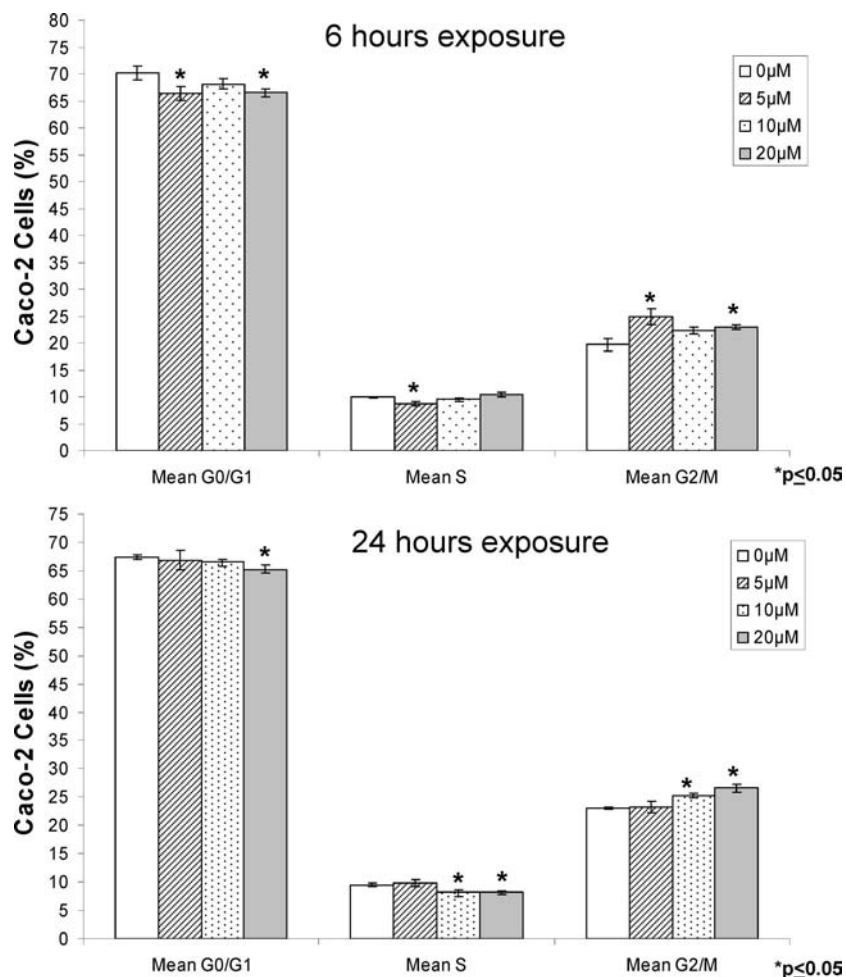 6 hours exposure
80
75
70
65
60
55
50
45
40
35
30
25
20
15
10
5
0
Caco-2 Cells (%)
* *
*
* *
0µM
5µM
10µM
20µM
Mean G0/G1 Mean S Mean G2/M
*p≤0.05
24 hours exposure
75
70
65
60
55
50
45
40
35
30
25
20
15
10
5
0
Caco-2 Cells (%)
*
* *
* *
0µM
5µM
10µM
20µM
Mean G0/G1 Mean S Mean G2/M
*p≤0.05